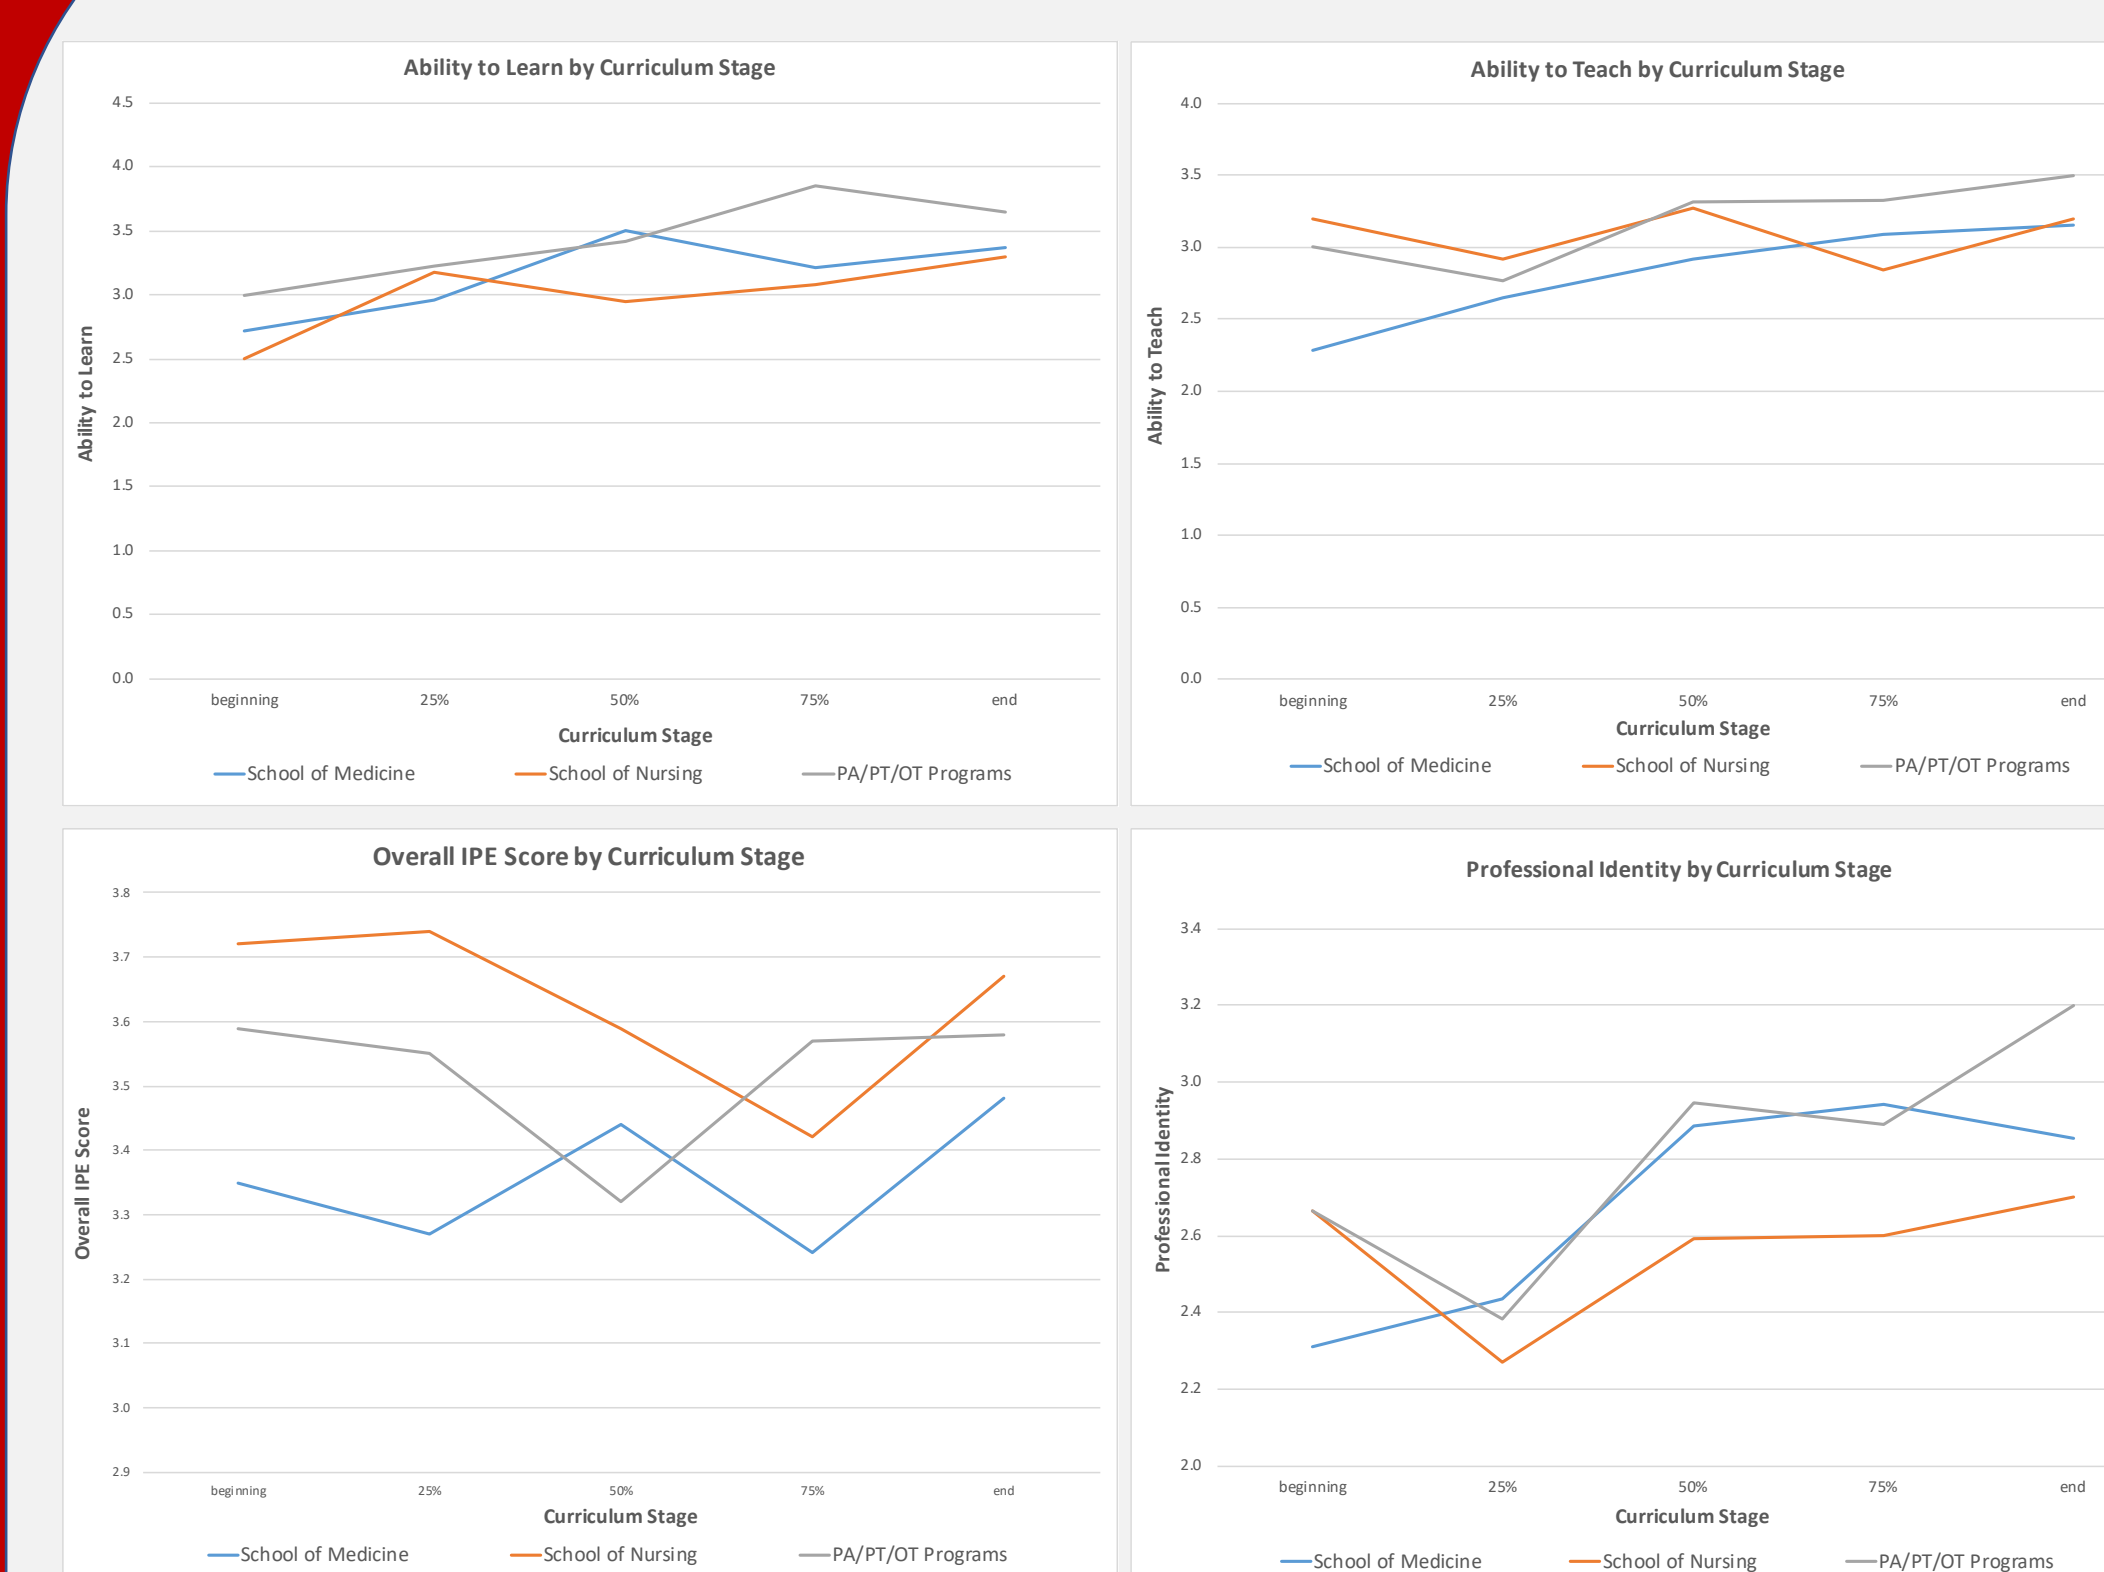 Ability to Learn by Curriculum Stage
4.5
4.0
3.5
3.0
2.5
2.0
1.5
1.0
0.5
0.0
Ability to Learn
beginning 25% 50% 75% end
Curriculum Stage
School of Medicine School of Nursing PA/PT/OT Programs
Ability to Teach by Curriculum Stage
4.0
3.5
3.0
2.5
2.0
1.5
1.0
0.5
0.0
Ability to Teach
beginning 25% 50% 75% end
Curriculum Stage
School of Medicine School of Nursing PA/PT/OT Programs
Overall IPE Score by Curriculum Stage
3.8
3.7
3.6
3.5
3.4
3.3
3.2
3.1
3.0
2.9
Overall IPE Score
beginning 25% 50% 75% end
Curriculum Stage
School of Medicine School of Nursing PA/PT/OT Programs
Professional Identity by Curriculum Stage
3.4
3.2
3.0
2.8
2.6
2.4
2.2
2.0
Professional Identity
beginning 25% 50% 75% end
Curriculum Stage
School of Medicine School of Nursing PA/PT/OT Programs